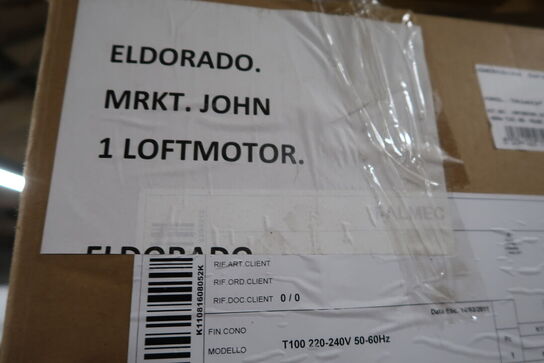 ELDORADO.
MRKT. JOHN
1 LOFTMOTOR.
ELDORADO
RIF.ART.CLIENT
RIF.ORD.CLIENT
RIF.DOC.CLIENT 0 / 0
FIN.CONO
MODELLO T100 220-240V 50-60Hz
K11081608052K